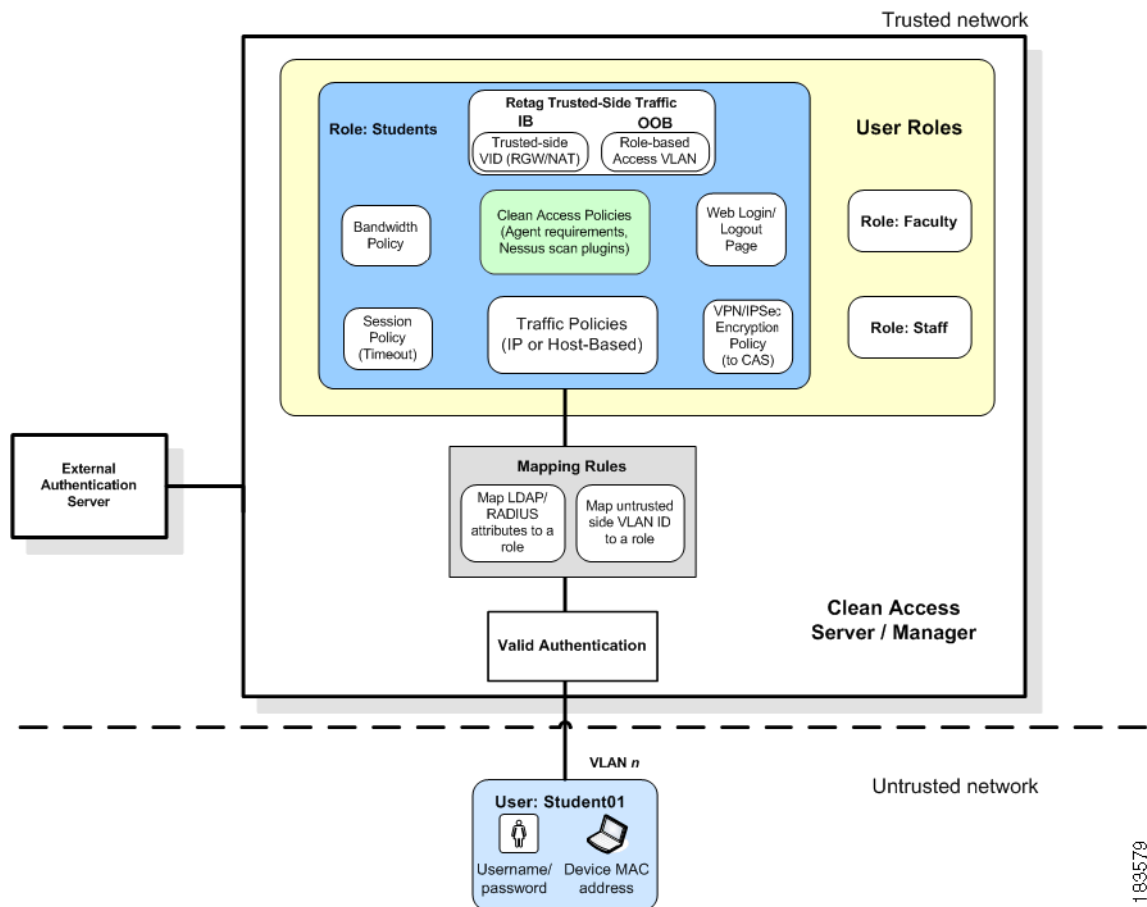 Trusted network
Retag Trusted-Side Traffic
IB
OOB
Role: Students
Trusted-side
VID (RGW/NAT)
Role-based
Access VLAN
User Roles
Bandwidth
Policy
Clean Access Policies
(Agent requirements,
Nessus scan plugins)
Web Login/
Logout
Page
Role: Faculty
Session
Policy
(Timeout)
Traffic Policies
(IP or Host-Based)
VPN/IPSec
Encryption
Policy
(to CAS)
Role: Staff
External
Authentication
Server
Mapping Rules
Map LDAP/
RADIUS
attributes to a
role
Map untrusted
side VLAN ID
to a role
Clean Access
Server / Manager
Valid Authentication
VLAN n
Untrusted network
User: Student01
Username/
password
Device MAC
address
183579